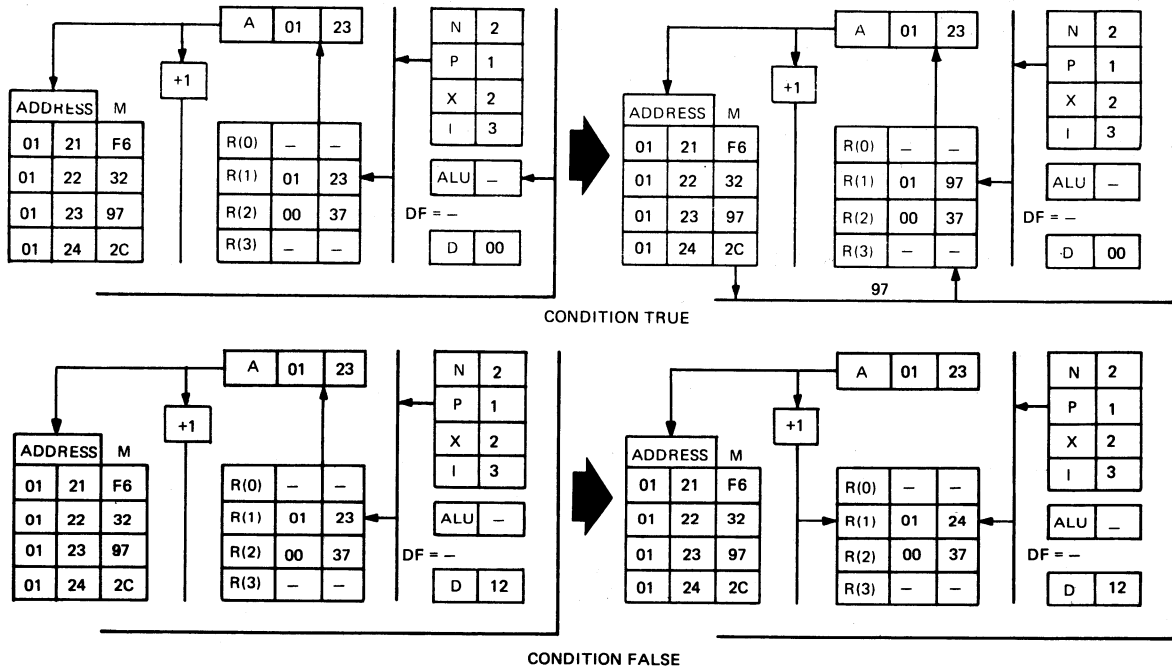 A 01 23
+1
N 2
P 1
X 2
I 3
ADDRESS M
01 21 F6
01 22 32
01 23 97
01 24 2C
R(0) – –
R(1) 01 23
R(2) 00 37
R(3) – –
ALU –
DF = –
D 00
A 01 23
+1
N 2
P 1
X 2
I 3
ADDRESS M
01 21 F6
01 22 32
01 23 97
01 24 2C
R(0) – –
R(1) 01 97
R(2) 00 37
R(3) – –
ALU –
DF = –
D 00
97
CONDITION TRUE
A 01 23
+1
N 2
P 1
X 2
I 3
ADDRESS M
01 21 F6
01 22 32
01 23 97
01 24 2C
R(0) – –
R(1) 01 23
R(2) 00 37
R(3) – –
ALU –
DF = –
D 12
A 01 23
+1
N 2
P 1
X 2
I 3
ADDRESS M
01 21 F6
01 22 32
01 23 97
01 24 2C
R(0) – –
R(1) 01 24
R(2) 00 37
R(3) – –
ALU –
DF = –
D 12
CONDITION FALSE